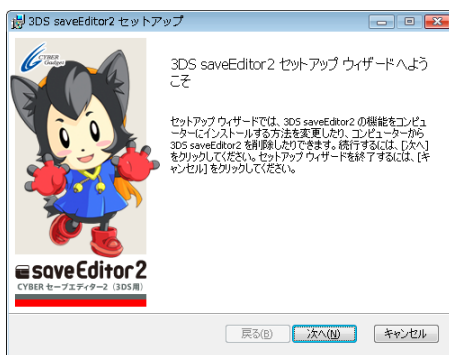 3DS saveEditor2 セットアップ
CYBER
Gadget
3DS saveEditor2 セットアップ ウィザードへよう
こそ
セットアップ ウィザードでは、3DS saveEditor2 の機能をコンピュ
ーターにインストールする方法を変更したり、コンピューターから
3DS saveEditor2 を削除したりできます。続行するには、[次へ]
をクリックしてください。セットアップ ウィザードを終了するには、[キ
ャンセル] をクリックしてください。
saveEditor2
CYBER セーブエディター2（3DS用）
戻る(B)
次へ(N)
キャンセル